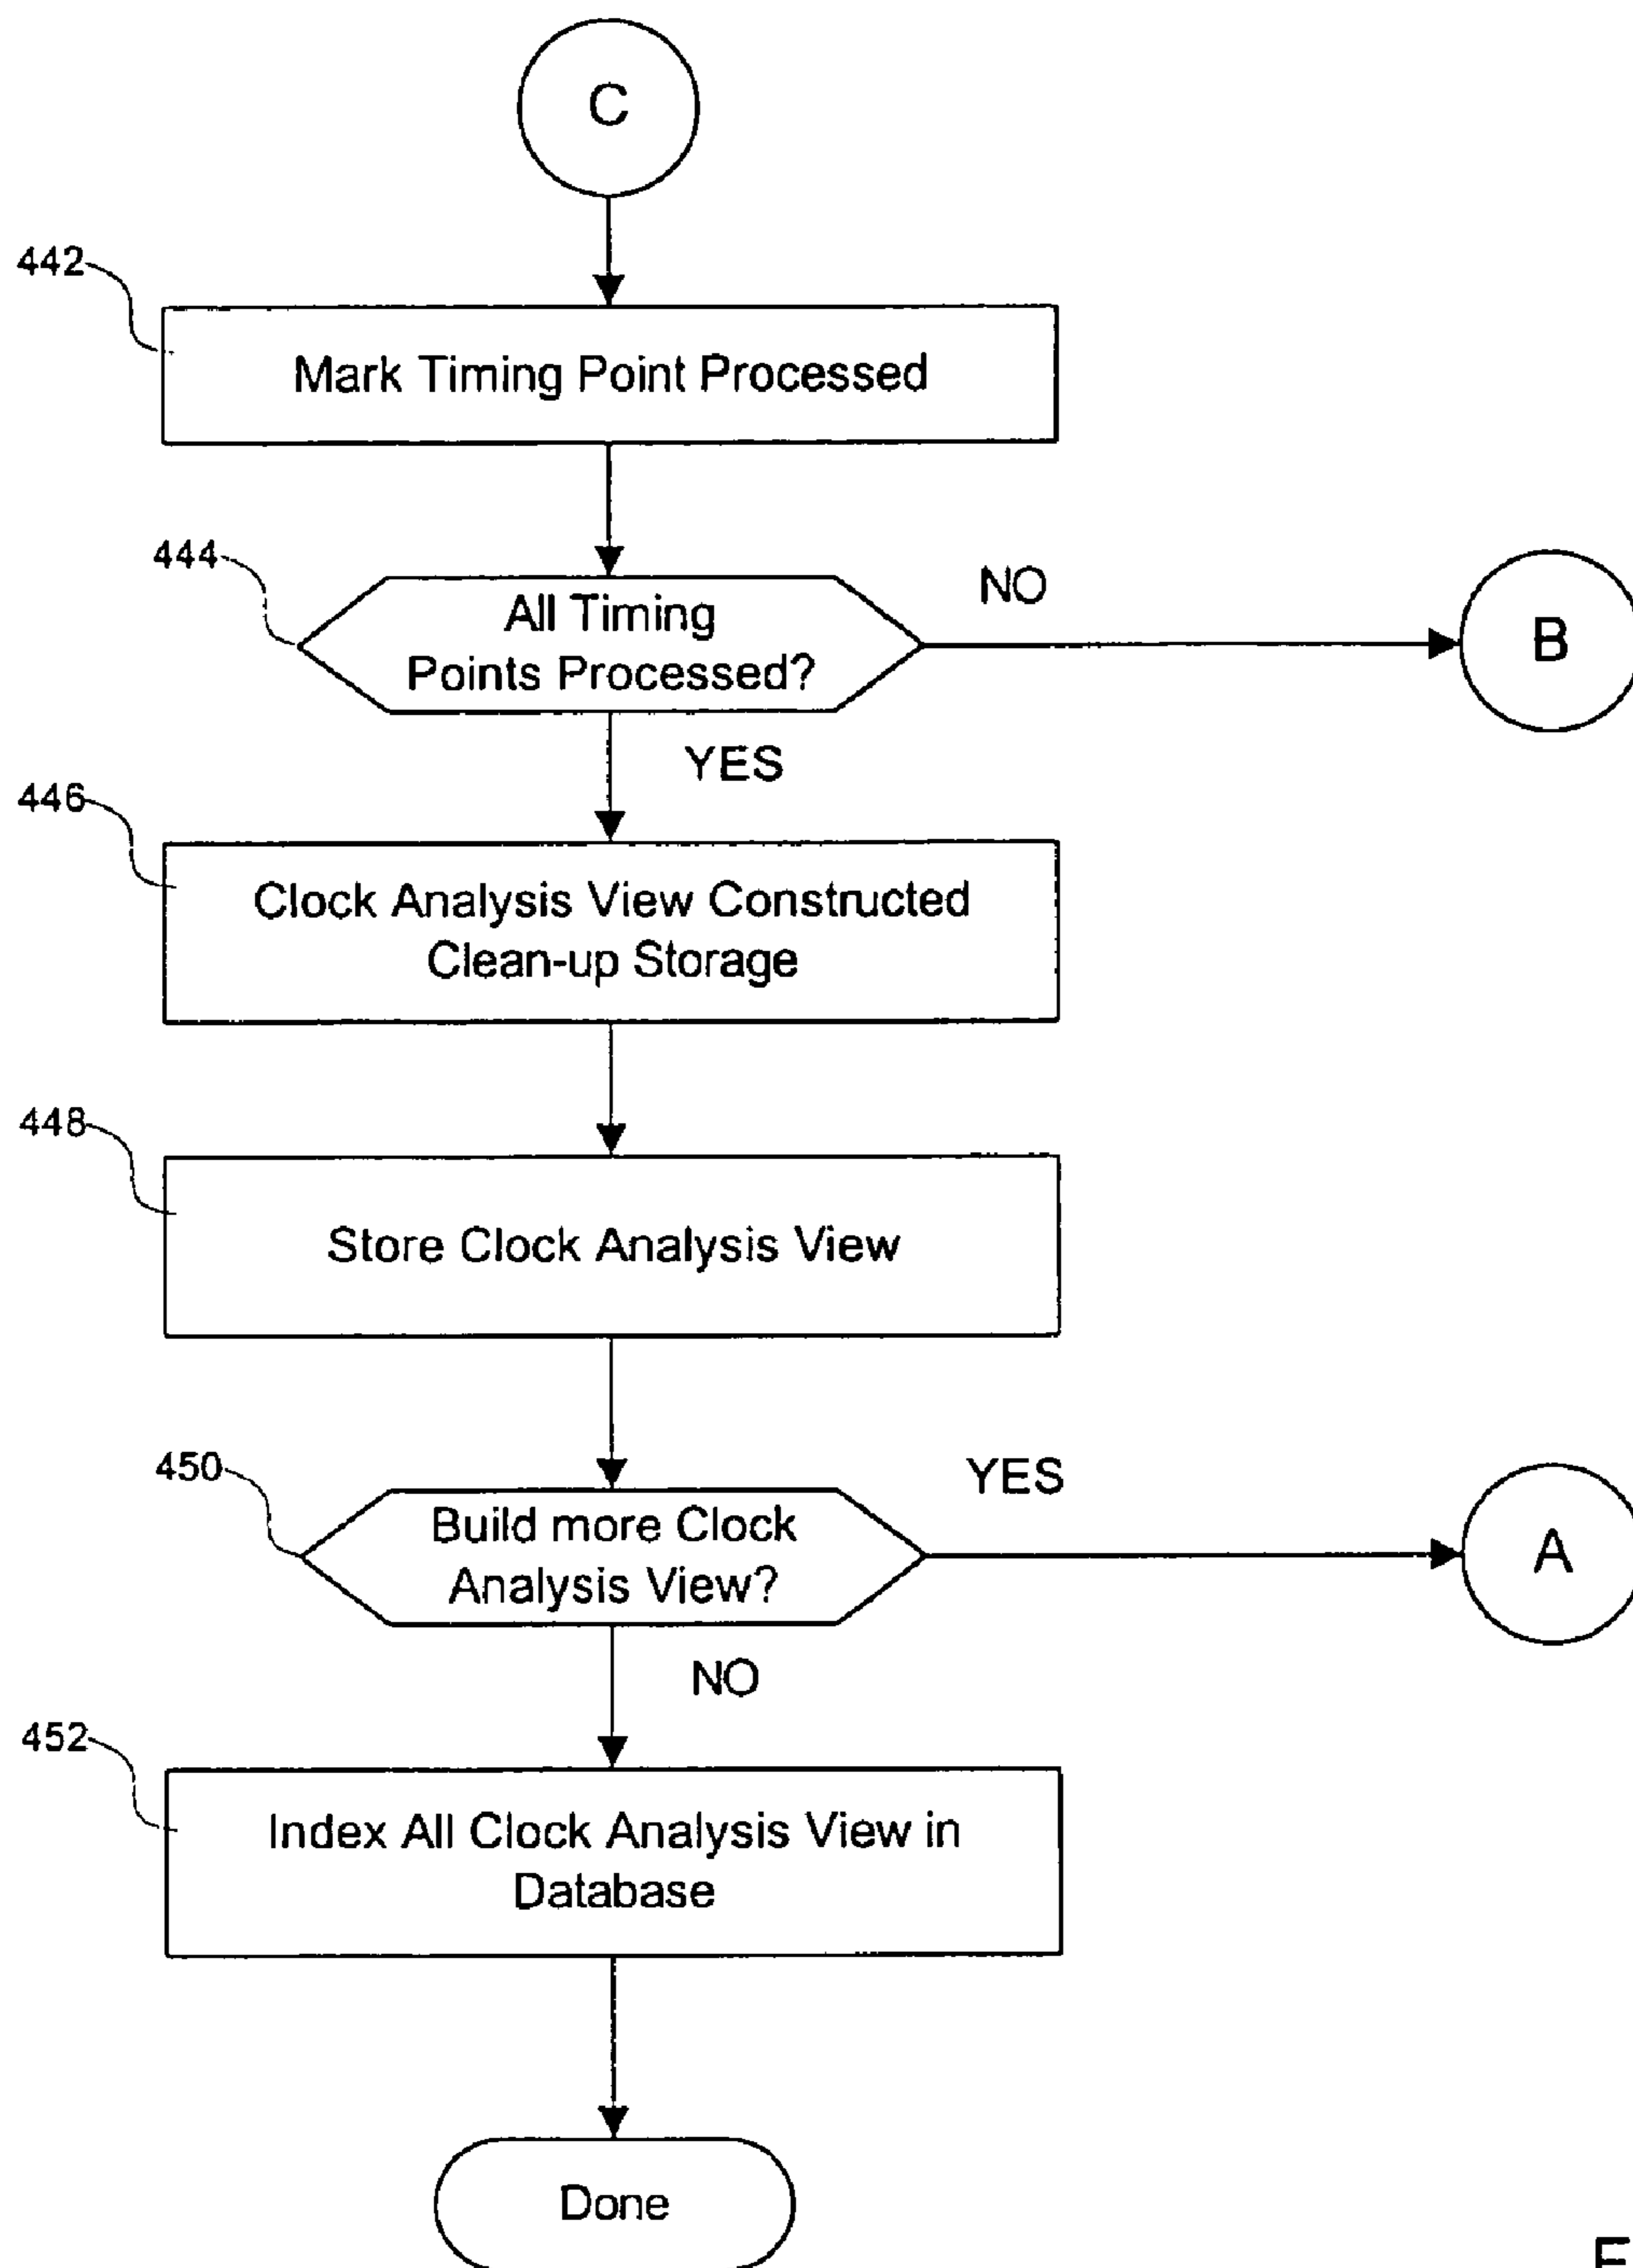 C
442
Mark Timing Point Processed
444
All Timing
Points Processed?
NO
B
YES
446
Clock Analysis View Constructed
Clean-up Storage
448
Store Clock Analysis View
450
Build more Clock
Analysis View?
YES
A
NO
452
Index All Clock Analysis View in
Database
Done